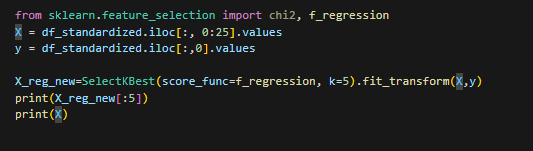 from sklearn.feature_selection import chi2, f_regression
X = df_standardized.iloc[:, 0:25].values
y = df_standardized.iloc[:,0].values
X_reg_new=SelectKBest(score_func=f_regression, k=5).fit_transform(X,y)
print(X_reg_new[:5])
print(X)